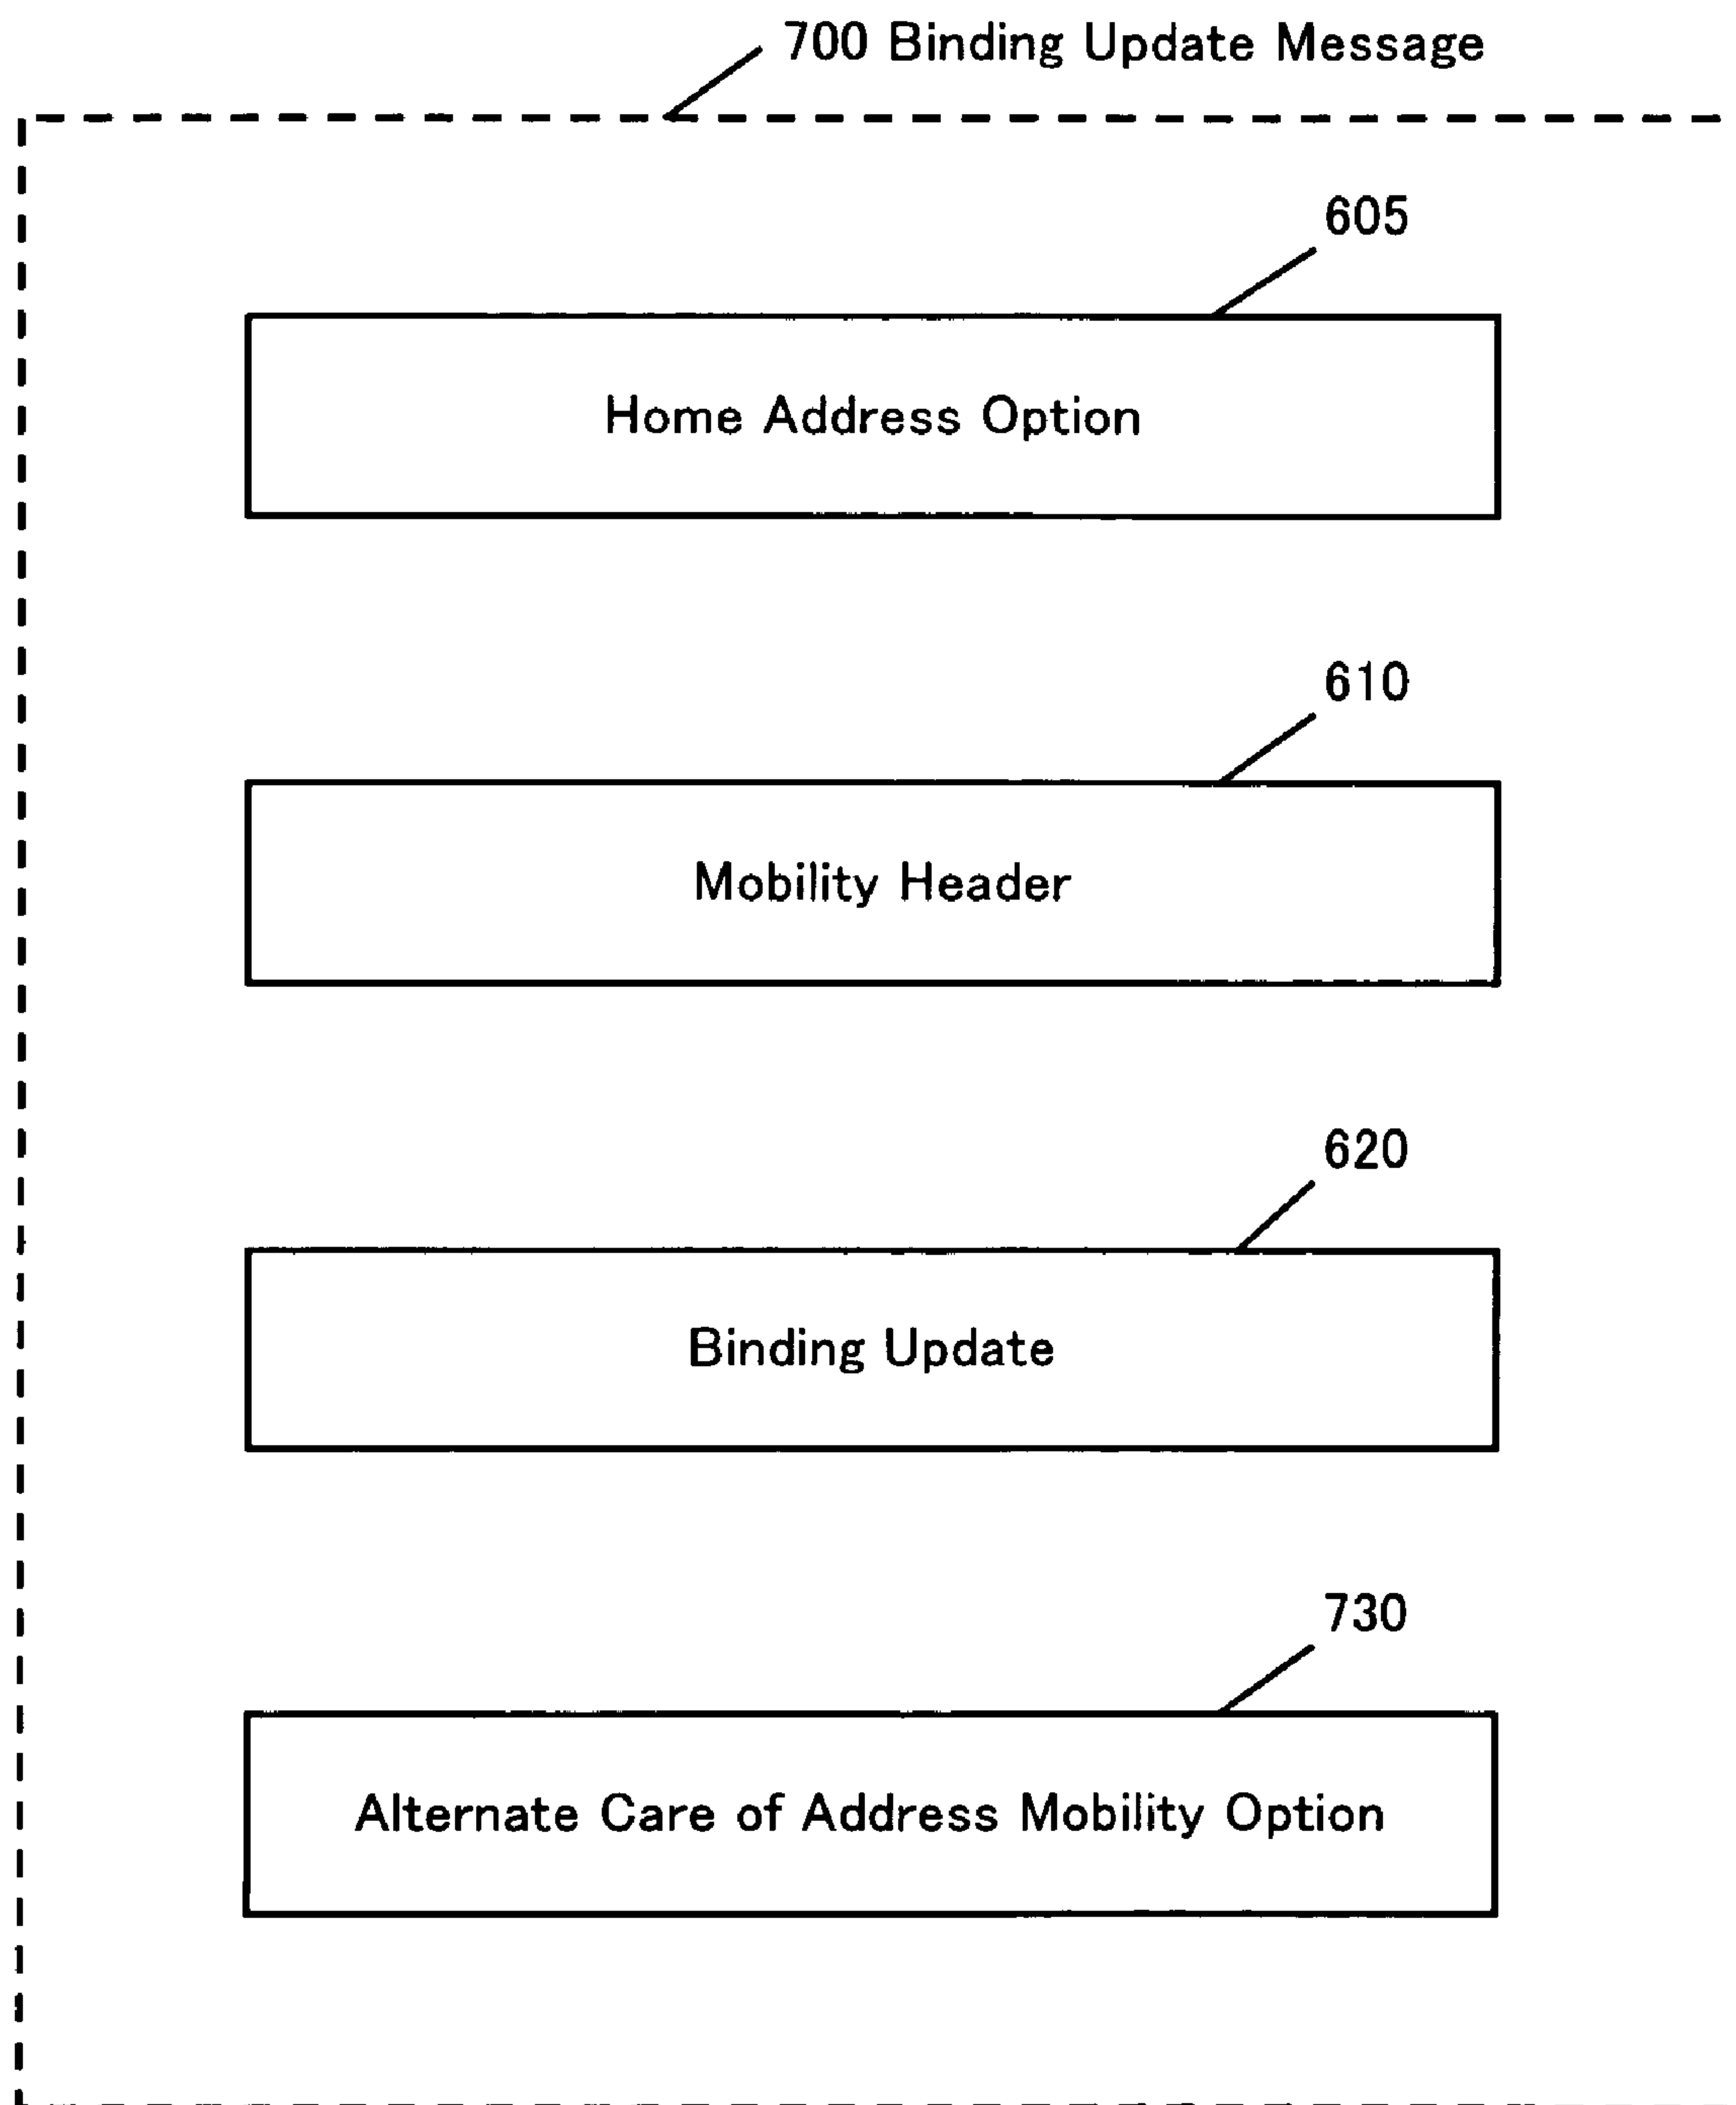 700 Binding Update Message
605
Home Address Option
610
Mobility Header
620
Binding Update
730
Alternate Care of Address Mobility Option